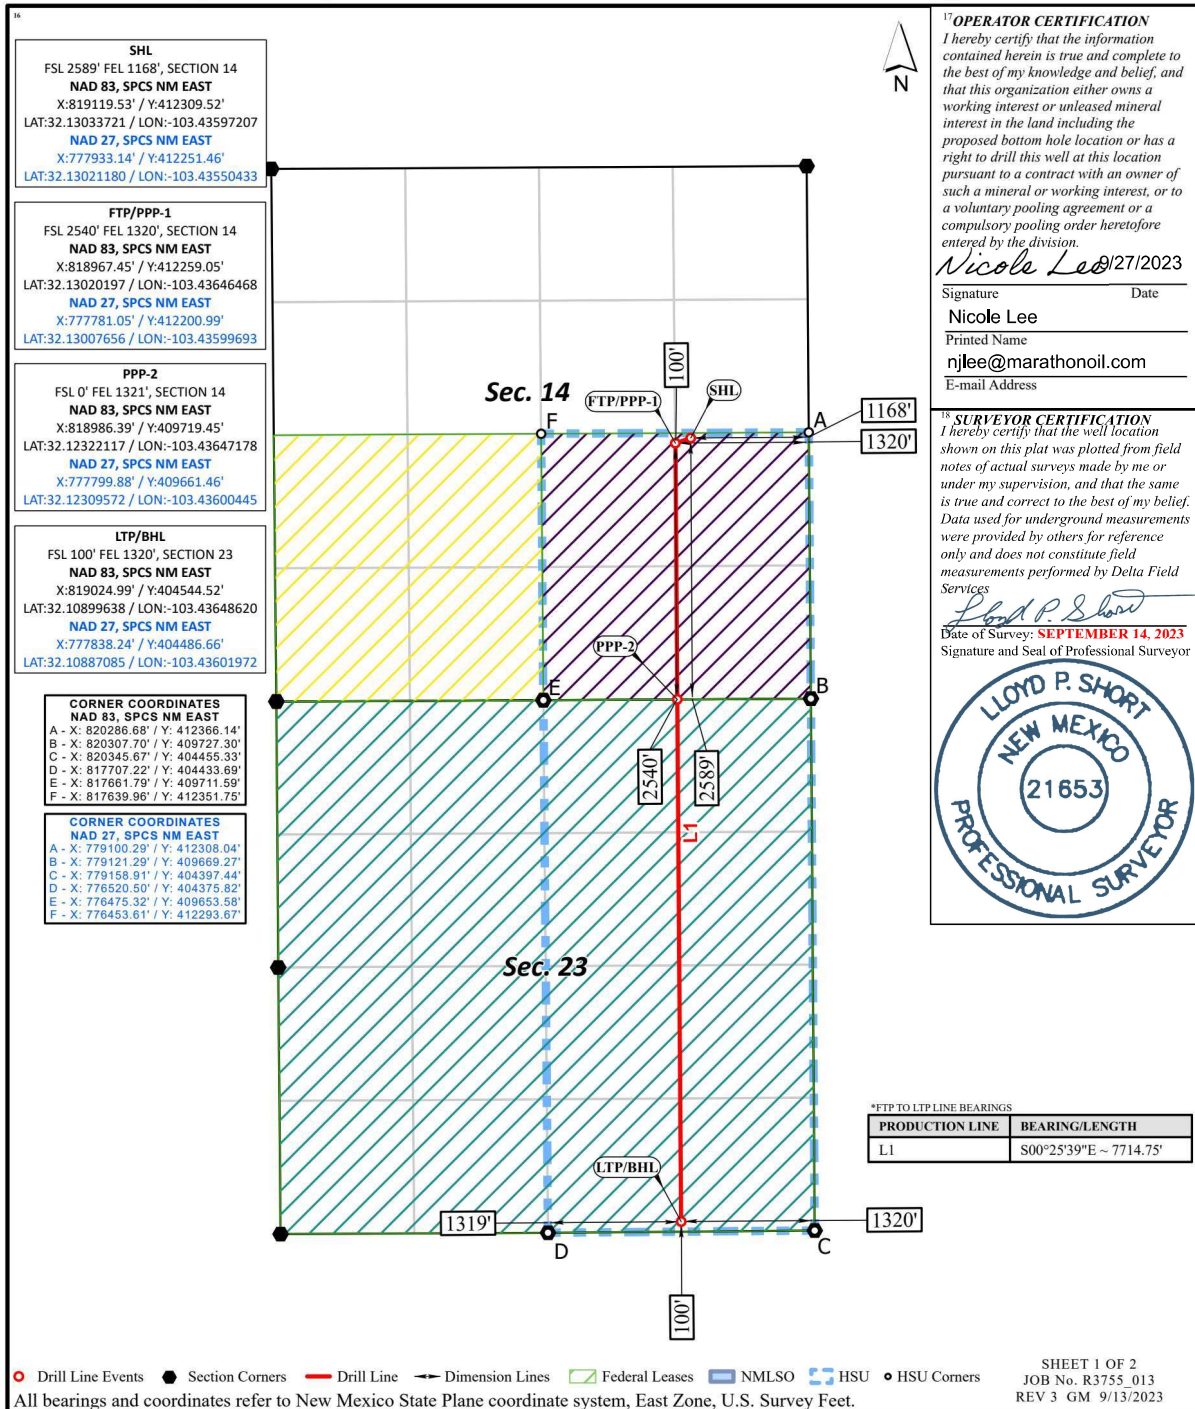 16
SHL
FSL 2589' FEL 1168', SECTION 14
NAD 83, SPCS NM EAST
X:819119.53' / Y:412309.52'
LAT:32.13033721 / LON:-103.43597207
NAD 27, SPCS NM EAST
X:777933.14' / Y:412251.46'
LAT:32.13021180 / LON:-103.43550433
FTP/PPP-1
FSL 2540' FEL 1320', SECTION 14
NAD 83, SPCS NM EAST
X:818967.45' / Y:412259.05'
LAT:32.13020197 / LON:-103.43646468
NAD 27, SPCS NM EAST
X:777781.05' / Y:412200.99'
LAT:32.13007656 / LON:-103.43599693
PPP-2
FSL 0' FEL 1321', SECTION 14
NAD 83, SPCS NM EAST
X:818986.39' / Y:409719.45'
LAT:32.12322117 / LON:-103.43647178
NAD 27, SPCS NM EAST
X:777799.88' / Y:409661.46'
LAT:32.12309572 / LON:-103.43600445
LTP/BHL
FSL 100' FEL 1320', SECTION 23
NAD 83, SPCS NM EAST
X:819024.99' / Y:404544.52'
LAT:32.10899638 / LON:-103.43648620
NAD 27, SPCS NM EAST
X:777838.24' / Y:404486.66'
LAT:32.10887085 / LON:-103.43601972
CORNER COORDINATES
NAD 83, SPCS NM EAST
A - X: 820286.68' / Y: 412366.14'
B - X: 820307.70' / Y: 409727.30'
C - X: 820345.67' / Y: 404455.33'
D - X: 817707.22' / Y: 404433.69'
E - X: 817661.79' / Y: 409711.59'
F - X: 817639.96' / Y: 412351.75'
CORNER COORDINATES
NAD 27, SPCS NM EAST
A - X: 779100.29' / Y: 412308.04'
B - X: 779121.29' / Y: 409669.27'
C - X: 779158.91' / Y: 404397.44'
D - X: 776520.50' / Y: 404375.82'
E - X: 776475.32' / Y: 409653.58'
F - X: 776453.61' / Y: 412293.67'
N
100'
Sec. 14
FTP/PPP-1
SHL
F
A
1168'
1320'
PPP-2
E
B
2540'
2589'
L1
Sec. 23
LTP/BHL
1319'
1320'
D
C
100'
17 OPERATOR CERTIFICATION
I hereby certify that the information
contained herein is true and complete to
the best of my knowledge and belief, and
that this organization either owns a
working interest or unleased mineral
interest in the land including the
proposed bottom hole location or has a
right to drill this well at this location
pursuant to a contract with an owner of
such a mineral or working interest, or to
a voluntary pooling agreement or a
compulsory pooling order heretofore
entered by the division.
Nicole Lee 9/27/2023
Signature Date
Nicole Lee
Printed Name
njlee@marathonoil.com
E-mail Address
18 SURVEYOR CERTIFICATION
I hereby certify that the well location
shown on this plat was plotted from field
notes of actual surveys made by me or
under my supervision, and that the same
is true and correct to the best of my belief.
Data used for underground measurements
were provided by others for reference
only and does not constitute field
measurements performed by Delta Field
Services
Lloyd P. Short
Date of Survey: SEPTEMBER 14, 2023
Signature and Seal of Professional Surveyor
LLOYD P. SHORT
NEW MEXICO
21653
PROFESSIONAL SURVEYOR
*FTP TO LTP LINE BEARINGS
PRODUCTION LINE BEARING/LENGTH
L1 S00°25'39"E ~ 7714.75'
Drill Line Events Section Corners Drill Line Dimension Lines Federal Leases NMLSO HSU HSU Corners
All bearings and coordinates refer to New Mexico State Plane coordinate system, East Zone, U.S. Survey Feet.
SHEET 1 OF 2
JOB No. R3755_013
REV 3 GM 9/13/2023